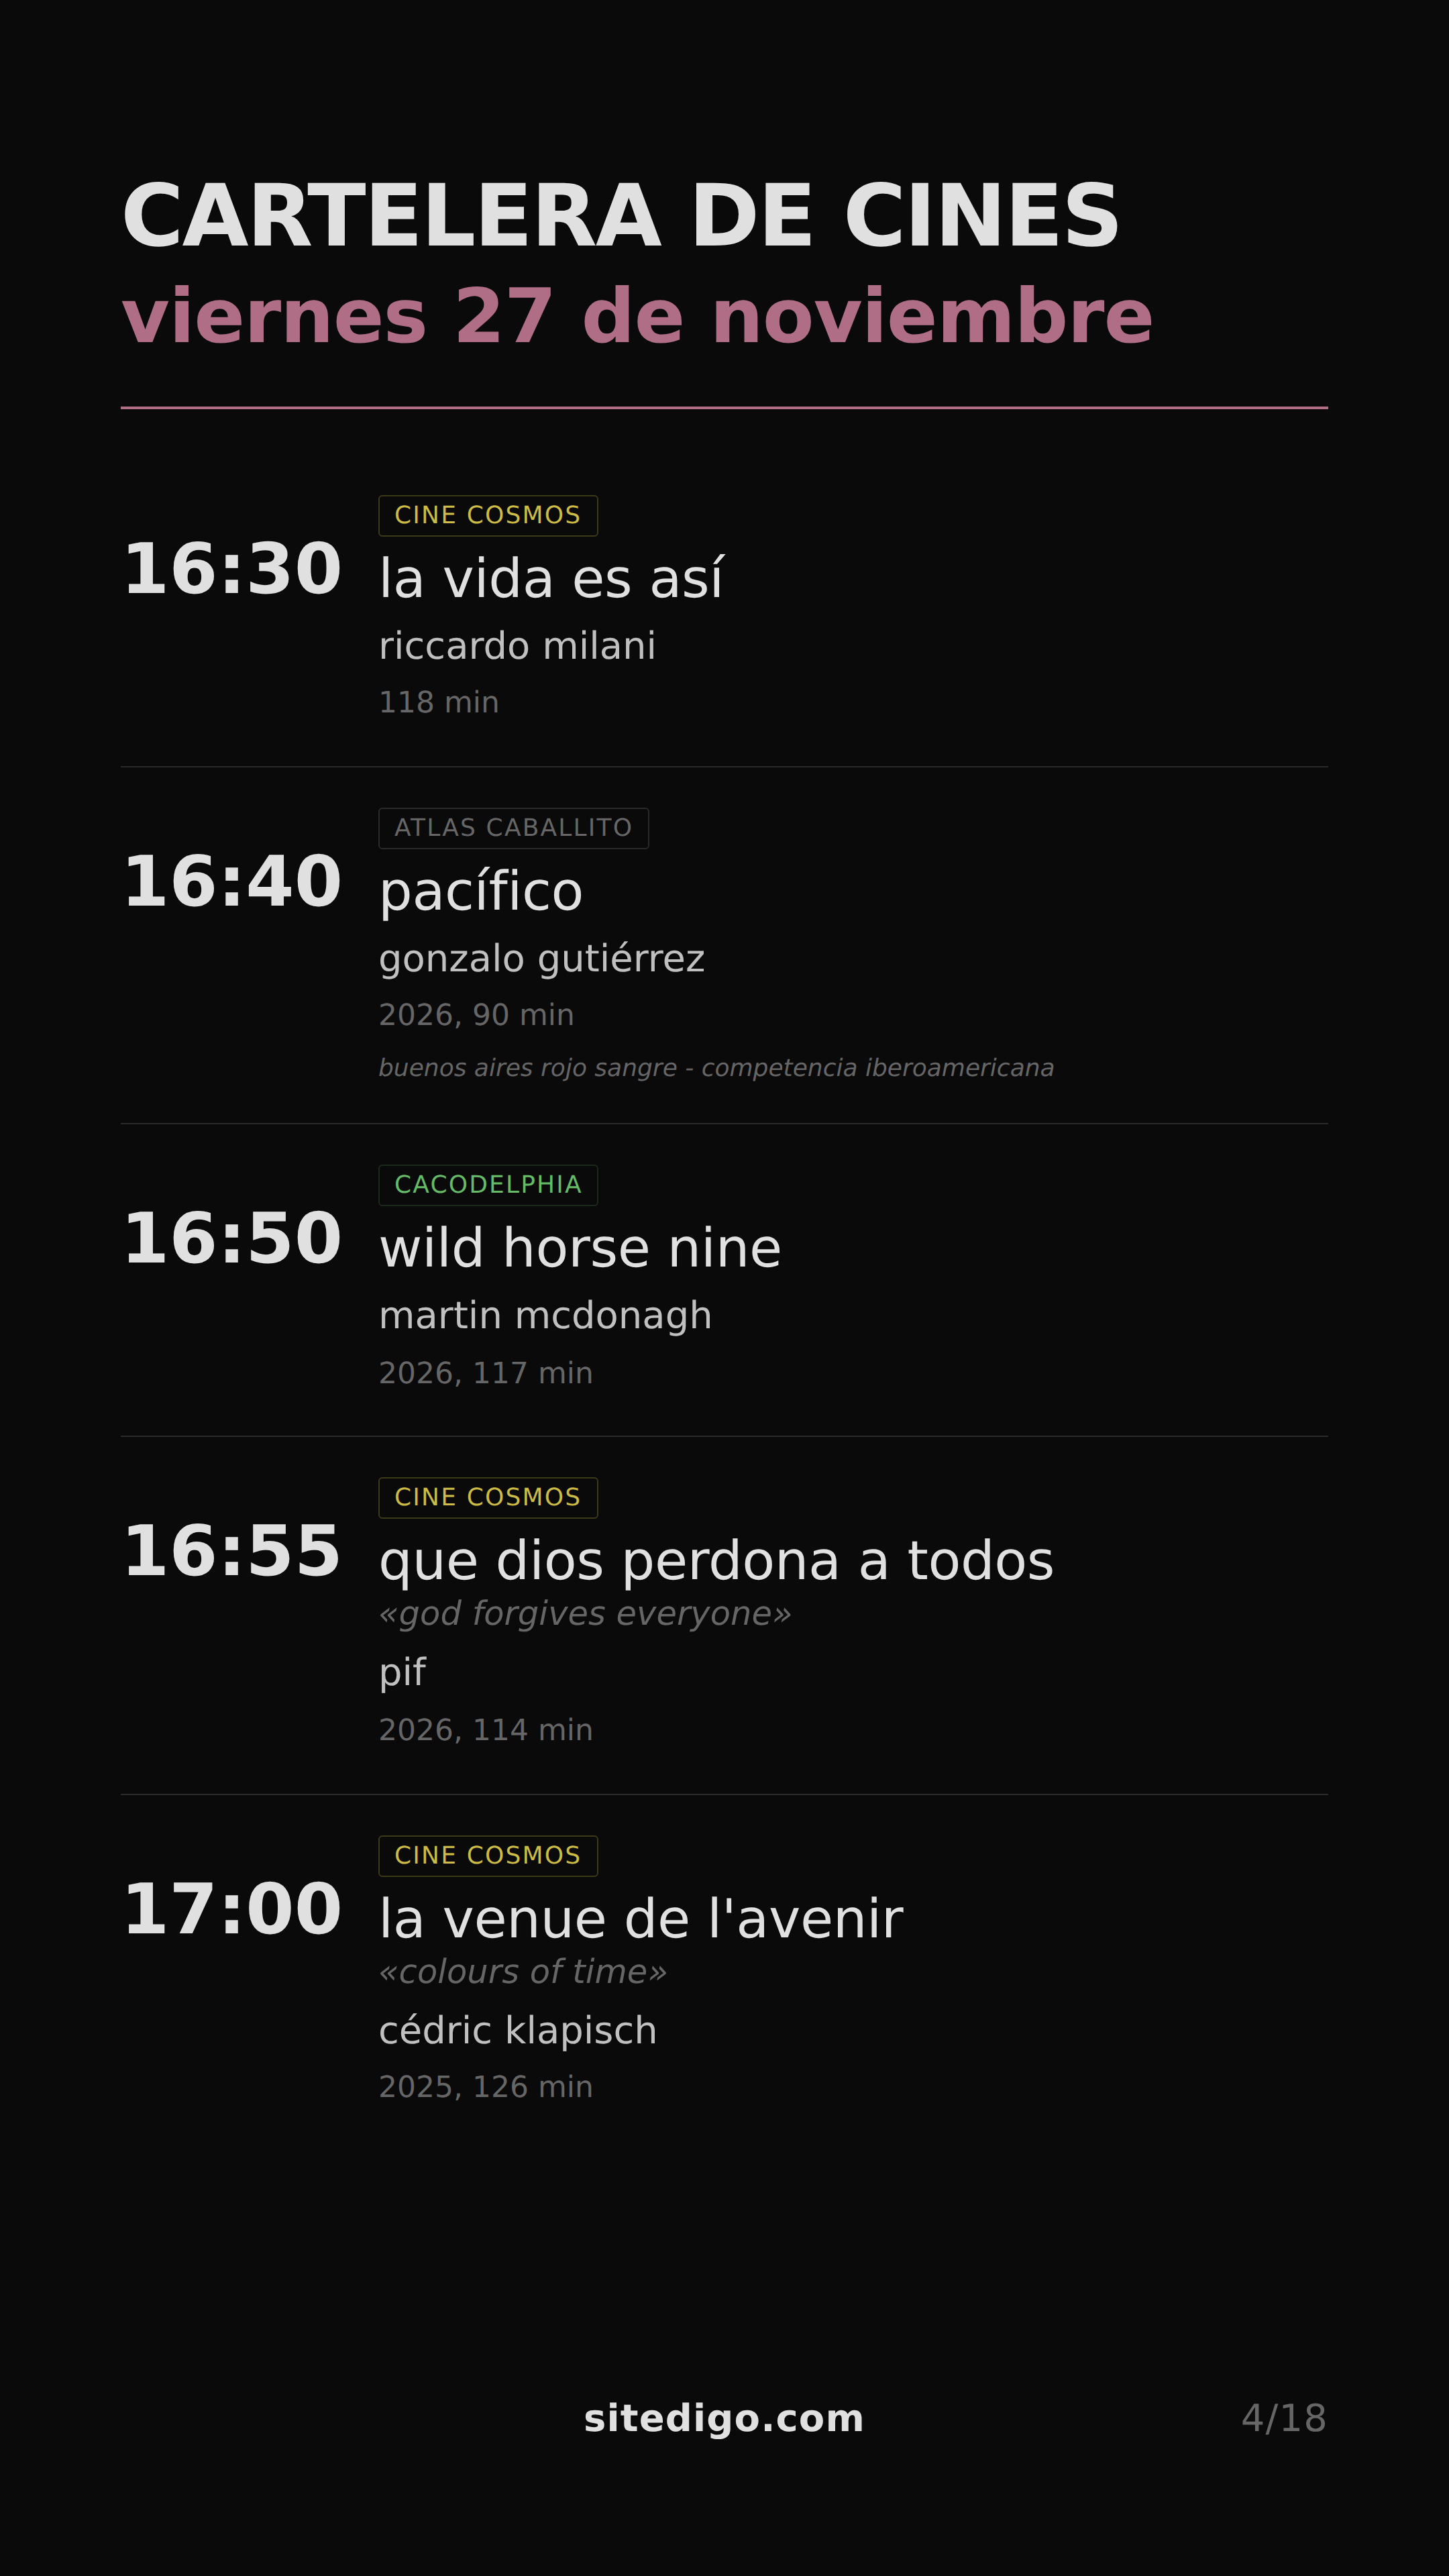 CARTELERA DE CINES
viernes 27 de noviembre
CINE COSMOS
16:30
la vida es así
riccardo milani
118 min
ATLAS CABALLITO
16:40
pacífico
gonzalo gutiérrez
2026, 90 min
buenos aires rojo sangre - competencia iberoamericana
CACODELPHIA
16:50
wild horse nine
martin mcdonagh
2026, 117 min
CINE COSMOS
16:55
que dios perdona a todos
«god forgives everyone»
pif
2026, 114 min
CINE COSMOS
17:00
la venue de l'avenir
«colours of time»
cédric klapisch
2025, 126 min
sitedigo.com
4/18